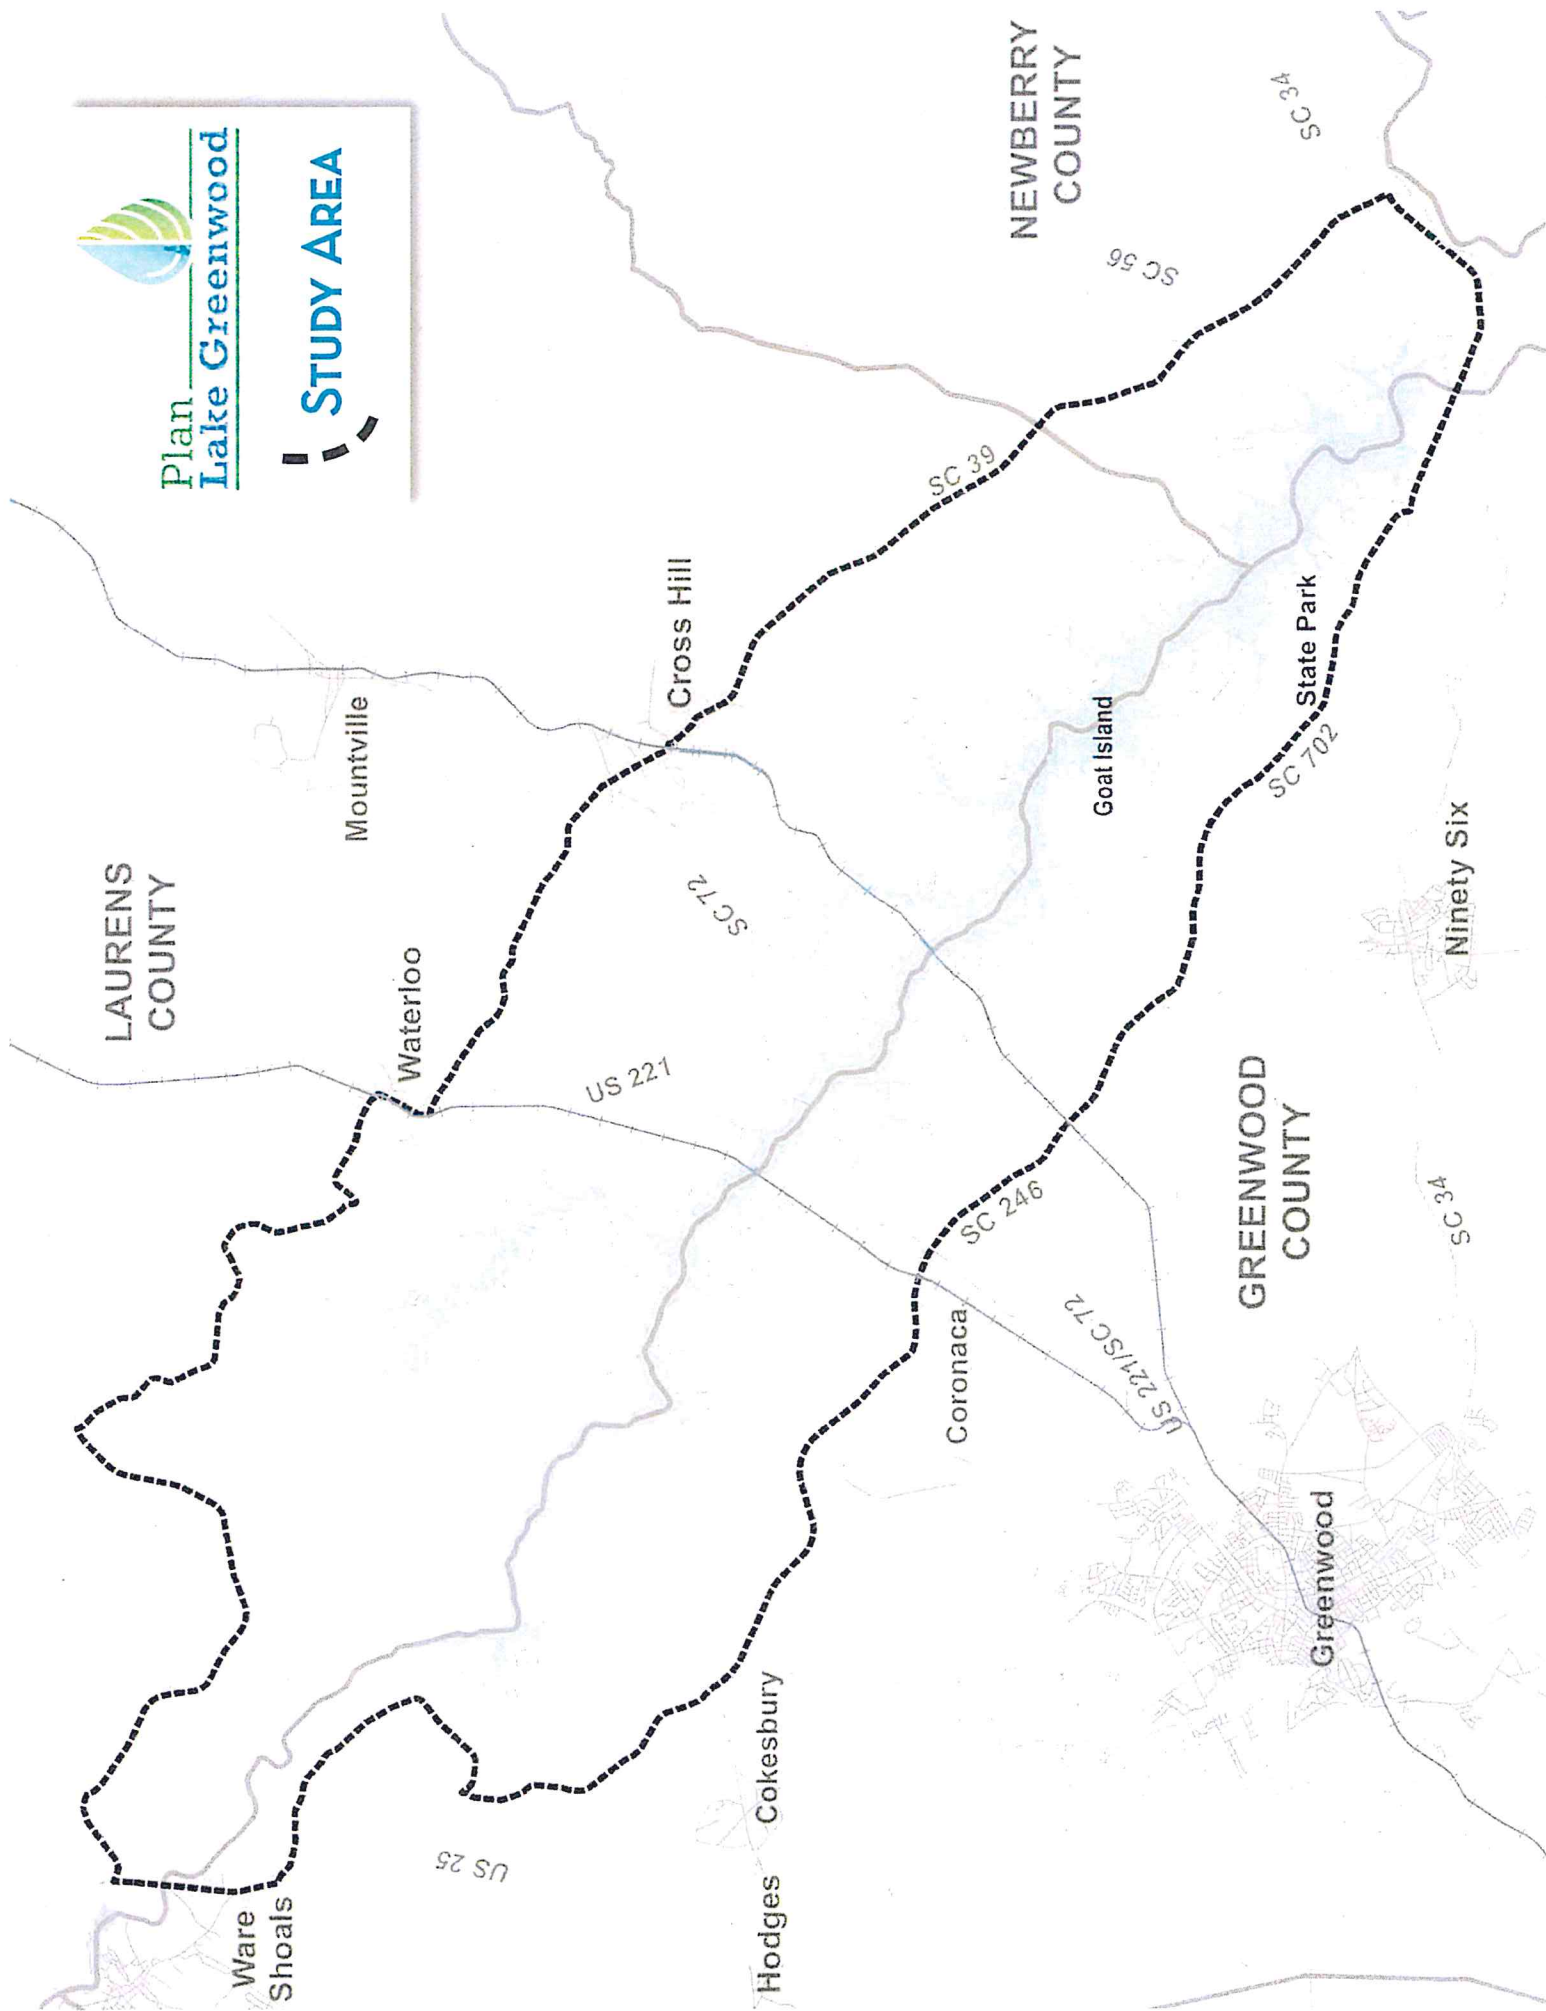 Plan
Lake Greenwood
STUDY AREA
LAURENS
COUNTY
NEWBERRY
COUNTY
GREENWOOD
COUNTY
Ware
Shoals
Hodges
Cokesbury
US 25
Waterloo
Mountville
Cross Hill
US 221
SC 72
SC 39
SC 56
SC 34
Coronaca
SC 246
US 221/SC 72
Goat Island
State Park
SC 702
Ninety Six
SC 34
Greenwood